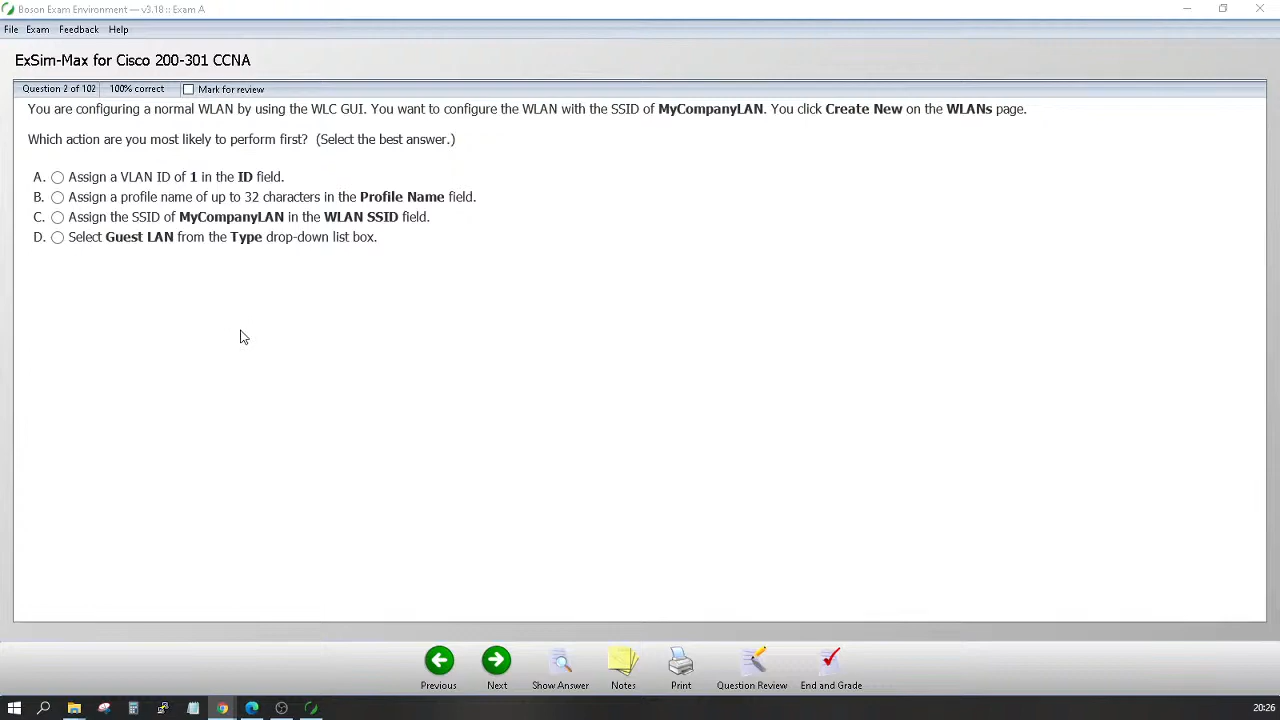 Boson Exam Environment — v3.18 :: Exam A
File Exam Feedback Help
ExSim-Max for Cisco 200-301 CCNA
Question 2 of 102 100% correct Mark for review
You are configuring a normal WLAN by using the WLC GUI. You want to configure the WLAN with the SSID of MyCompanyLAN. You click Create New on the WLANs page.
Which action are you most likely to perform first? (Select the best answer.)
A. Assign a VLAN ID of 1 in the ID field.
B. Assign a profile name of up to 32 characters in the Profile Name field.
C. Assign the SSID of MyCompanyLAN in the WLAN SSID field.
D. Select Guest LAN from the Type drop-down list box.
Previous Next Show Answer Notes Print Question Review End and Grade
20:26